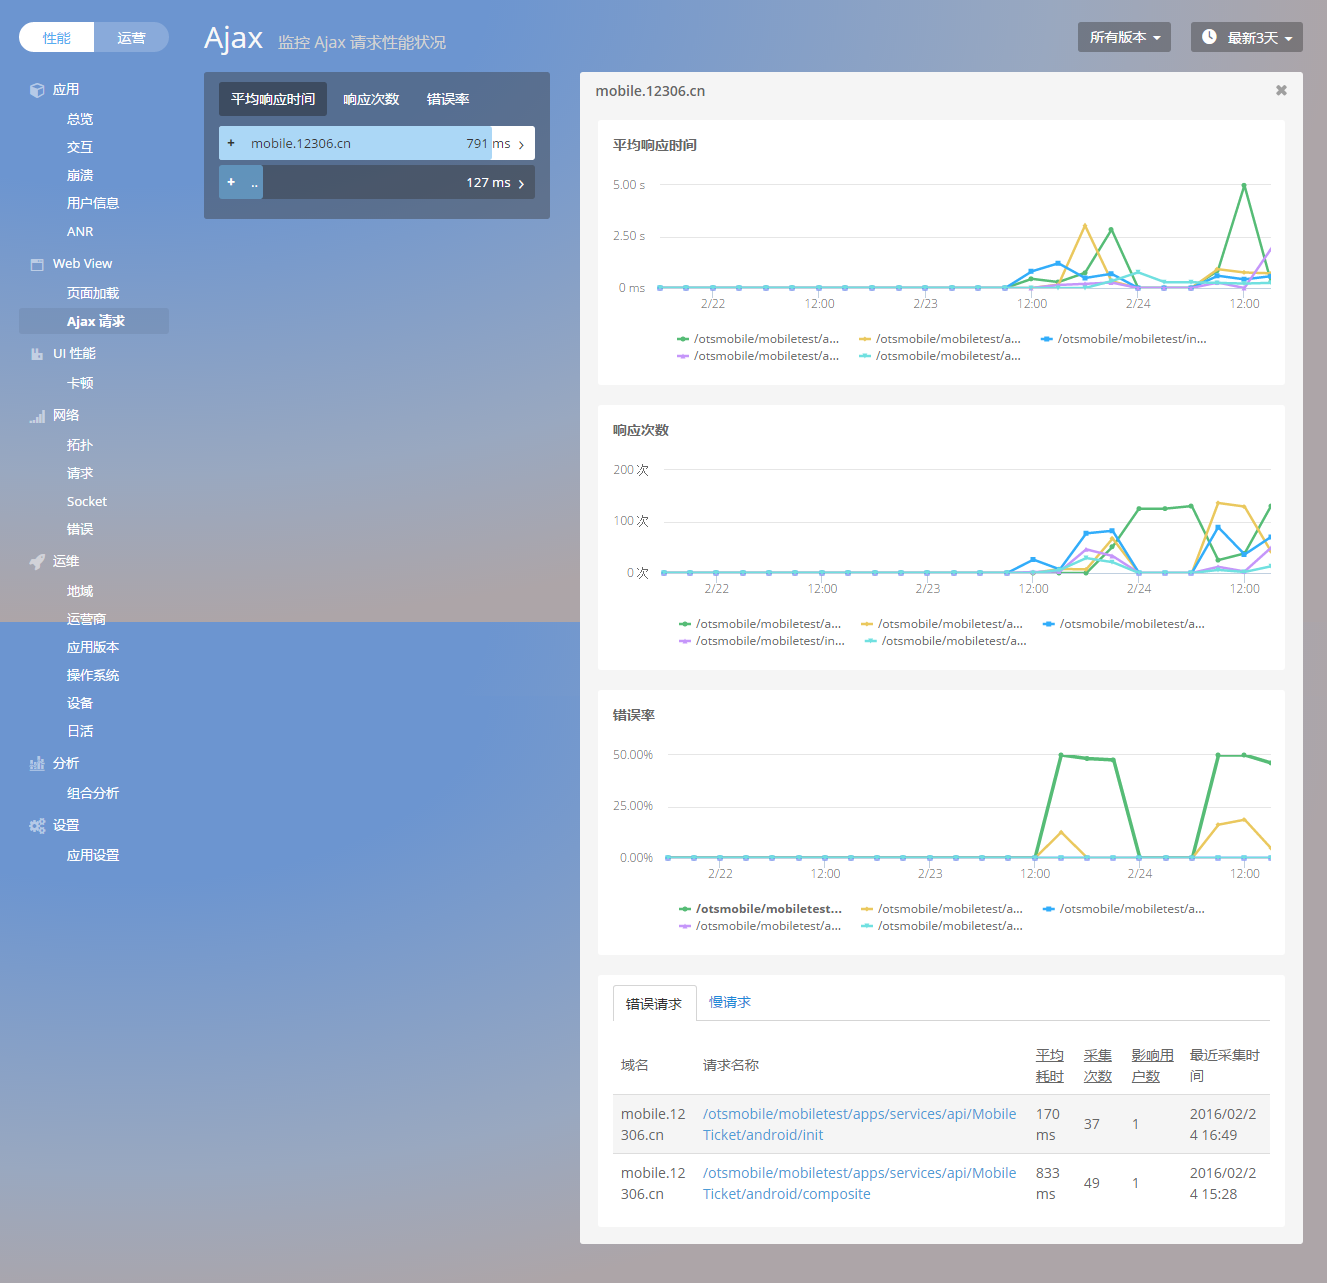 性能
运营
Ajax 监控 Ajax 请求性能状况
所有版本
最新3天
应用
总览
交互
崩溃
用户信息
ANR
Web View
页面加载
Ajax 请求
UI 性能
卡顿
网络
拓扑
请求
Socket
错误
运维
地域
运营商
应用版本
操作系统
设备
日活
分析
组合分析
设置
应用设置
平均响应时间 响应次数 错误率
+ mobile.12306.cn 791 ms
+ .. 127 ms
mobile.12306.cn
平均响应时间
5.00 s
2.50 s
0 ms
2/22 12:00 2/23 12:00 2/24 12:00
/otsmobile/mobiletest/a... /otsmobile/mobiletest/a... /otsmobile/mobiletest/in...
/otsmobile/mobiletest/a... /otsmobile/mobiletest/a...
响应次数
200 次
100 次
0 次
2/22 12:00 2/23 12:00 2/24 12:00
/otsmobile/mobiletest/a... /otsmobile/mobiletest/a... /otsmobile/mobiletest/a...
/otsmobile/mobiletest/in... /otsmobile/mobiletest/a...
错误率
50.00%
25.00%
0.00%
2/22 12:00 2/23 12:00 2/24 12:00
/otsmobile/mobiletest... /otsmobile/mobiletest/a... /otsmobile/mobiletest/a...
/otsmobile/mobiletest/a... /otsmobile/mobiletest/a...
错误请求 慢请求
域名 请求名称 平均耗时 采集次数 影响用户数 最近采集时间
mobile.12 /otsmobile/mobiletest/apps/services/api/Mobile 170 37 1 2016/02/2
306.cn Ticket/android/init ms 4 16:49
mobile.12 /otsmobile/mobiletest/apps/services/api/Mobile 833 49 1 2016/02/2
306.cn Ticket/android/composite ms 4 15:28